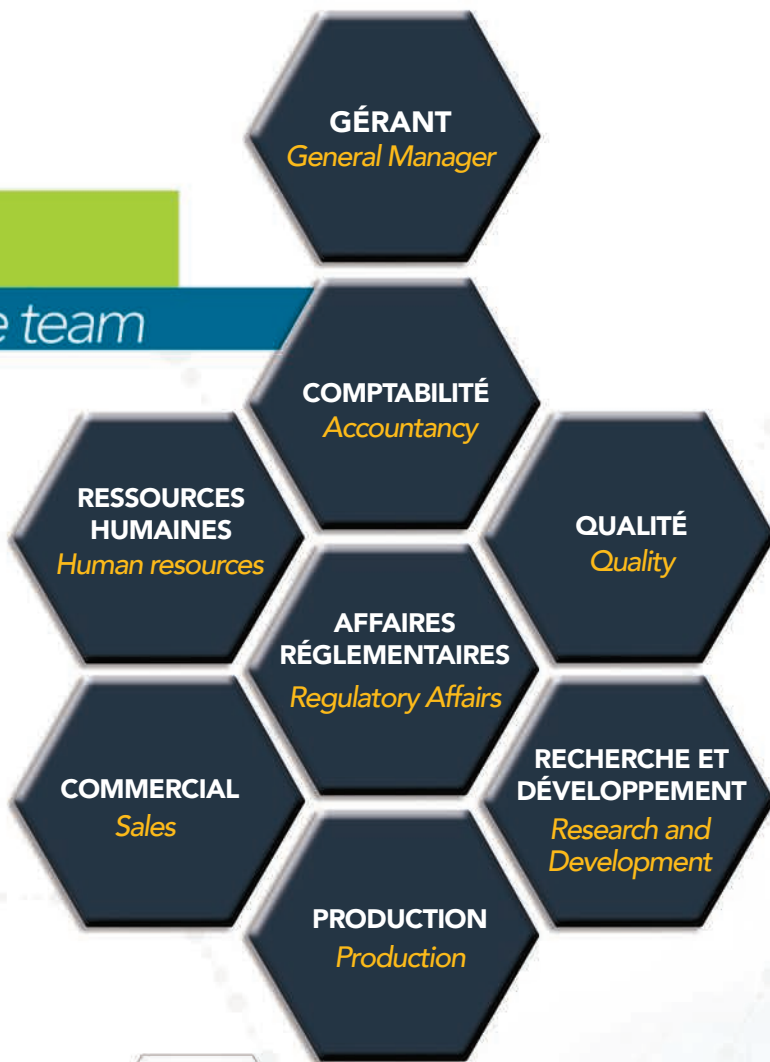 GÉRANT
General Manager
team
COMPTABILITÉ
Accountancy
RESSOURCES
HUMAINES
Human resources
QUALITÉ
Quality
AFFAIRES
RÉGLEMENTAIRES
Regulatory Affairs
COMMERCIAL
Sales
RECHERCHE ET
DÉVELOPPEMENT
Research and
Development
PRODUCTION
Production